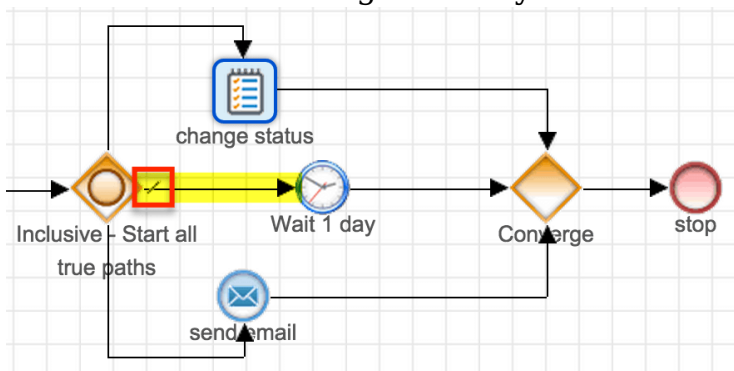 change status
Inclusive - Start all
true paths
Wait 1 day
Converge
stop
send email